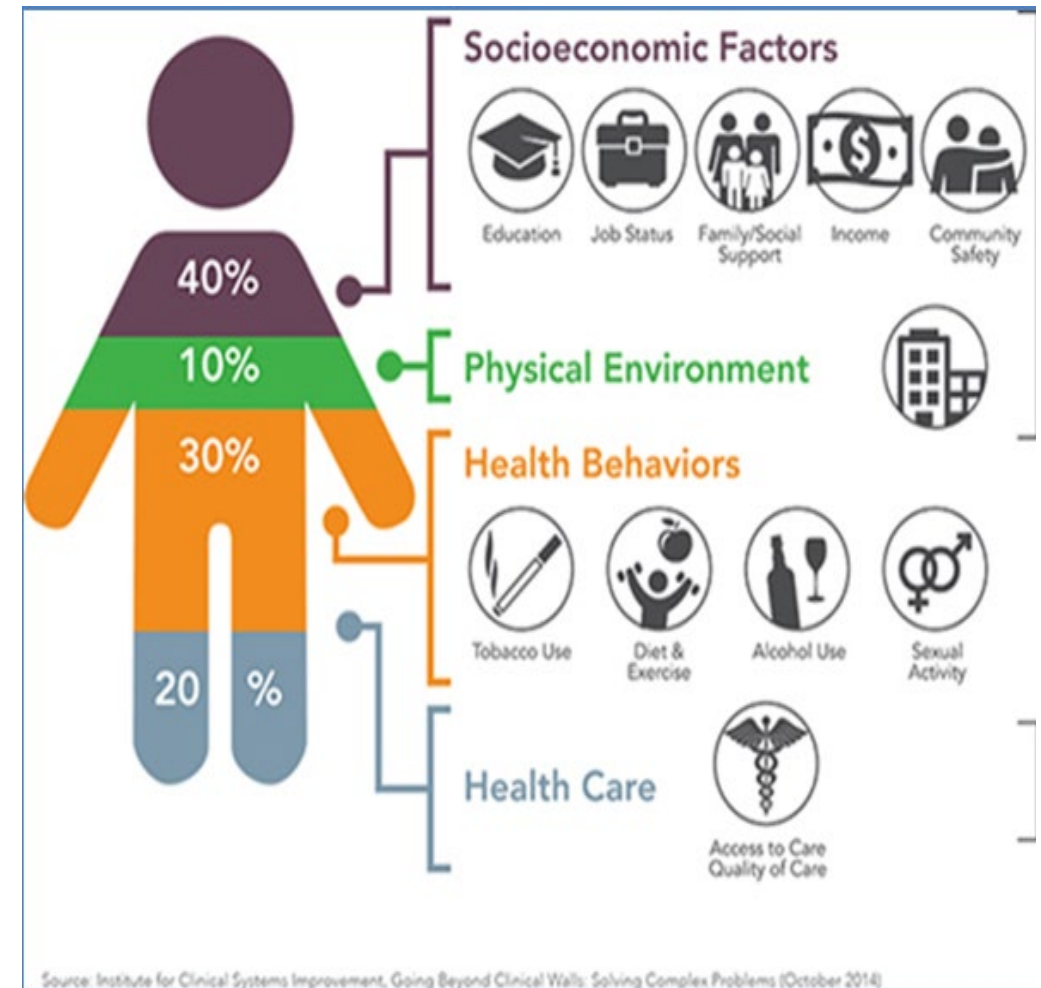 Socioeconomic Factors
Education
Job Status
Family/Social
Support
Income
Community
Safety
40%
10%
Physical Environment
30%
Health Behaviors
Tobacco Use
Diet &
Exercise
Alcohol Use
Sexual
Activity
20 %
Health Care
Access to Care
Quality of Care
Source: Institute for Clinical Systems Improvement, Going Beyond Clinical Walls: Solving Complex Problems (October 2014)